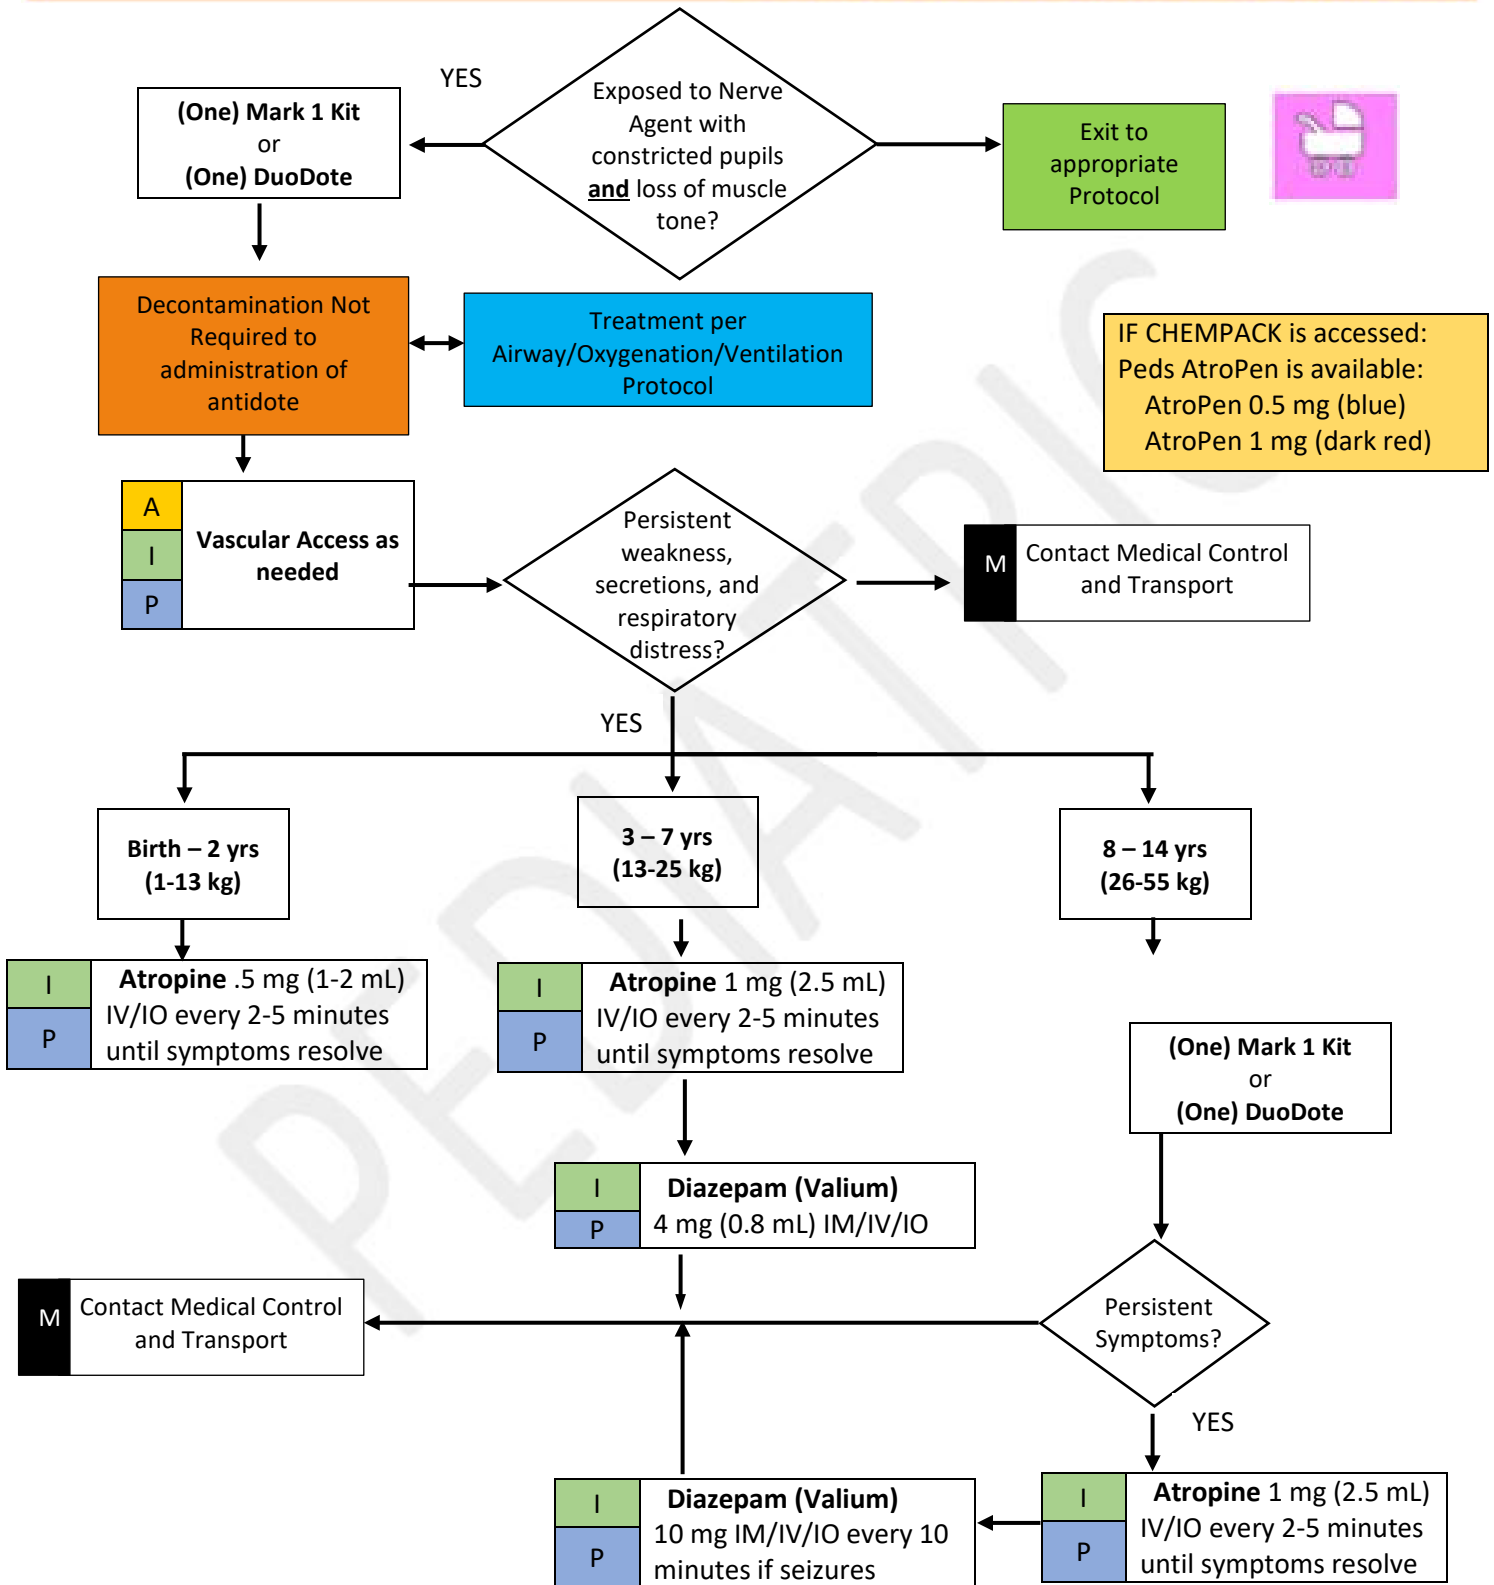 YES
(One) Mark 1 Kit
or
(One) DuoDote
Exposed to Nerve
Agent with
constricted pupils
and loss of muscle
tone?
Exit to
appropriate
Protocol
Decontamination Not
Required to
administration of
antidote
Treatment per
Airway/Oxygenation/Ventilation
Protocol
IF CHEMPACK is accessed:
Peds AtroPen is available:
AtroPen 0.5 mg (blue)
AtroPen 1 mg (dark red)
A
I
P
Vascular Access as
needed
Persistent
weakness,
secretions, and
respiratory
distress?
M
Contact Medical Control
and Transport
YES
Birth – 2 yrs
(1-13 kg)
3 – 7 yrs
(13-25 kg)
8 – 14 yrs
(26-55 kg)
I
P
Atropine .5 mg (1-2 mL)
IV/IO every 2-5 minutes
until symptoms resolve
I
P
Atropine 1 mg (2.5 mL)
IV/IO every 2-5 minutes
until symptoms resolve
(One) Mark 1 Kit
or
(One) DuoDote
I
P
Diazepam (Valium)
4 mg (0.8 mL) IM/IV/IO
M
Contact Medical Control
and Transport
Persistent
Symptoms?
YES
I
P
Diazepam (Valium)
10 mg IM/IV/IO every 10
minutes if seizures
I
P
Atropine 1 mg (2.5 mL)
IV/IO every 2-5 minutes
until symptoms resolve
PEDIATRIC